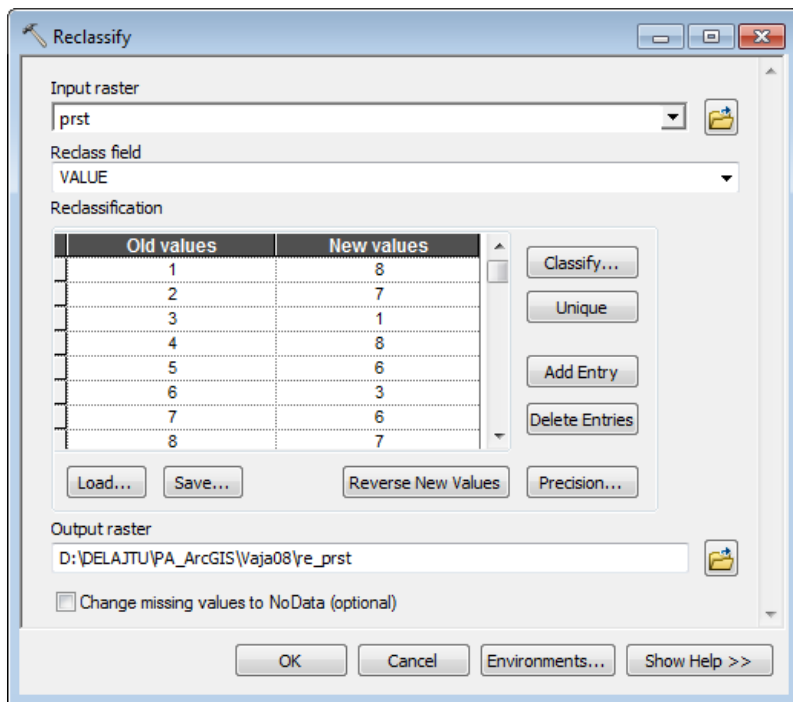 Reclassify
Input raster
prst
Reclass field
VALUE
Reclassification
Old values New values
1 8
2 7
3 1
4 8
5 6
6 3
7 6
8 7
Classify...
Unique
Add Entry
Delete Entries
Load... Save... Reverse New Values Precision...
Output raster
D:\DELAJTU\PA_ArcGIS\Vaja08\re_prst
Change missing values to NoData (optional)
OK Cancel Environments... Show Help >>